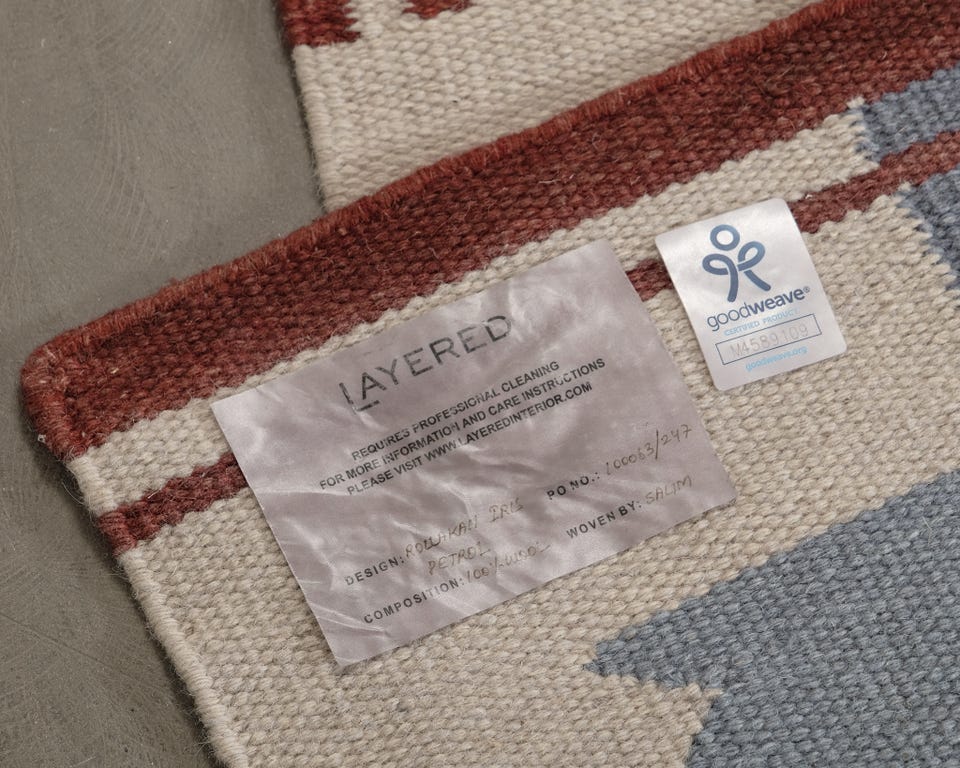 LAYERED
REQUIRES PROFESSIONAL CLEANING
FOR MORE INFORMATION AND CARE INSTRUCTIONS
PLEASE VISIT WWW.LAYEREDINTERIOR.COM
DESIGN: ROLLAKAN IRIS PO NO.: 100063/247
PETROL
COMPOSITION: 100% WOOL WOVEN BY: SALIM
goodweave®
CERTIFIED PRODUCT
M4589109
goodweave.org